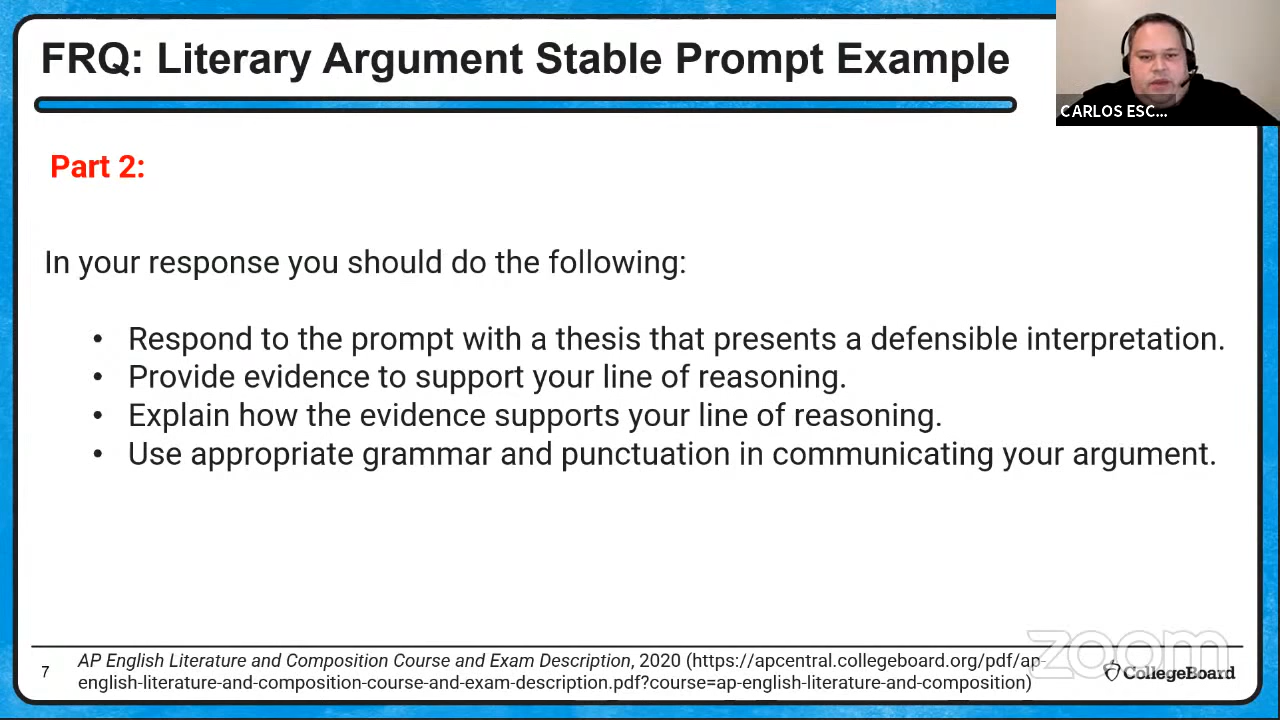 FRQ: Literary Argument Stable Prompt Example
CARLOS ESC...
Part 2:
In your response you should do the following:
• Respond to the prompt with a thesis that presents a defensible interpretation.
• Provide evidence to support your line of reasoning.
• Explain how the evidence supports your line of reasoning.
• Use appropriate grammar and punctuation in communicating your argument.
zoom
7
AP English Literature and Composition Course and Exam Description, 2020 (https://apcentral.collegeboard.org/pdf/ap-
english-literature-and-composition-course-and-exam-description.pdf?course=ap-english-literature-and-composition)
CollegeBoard